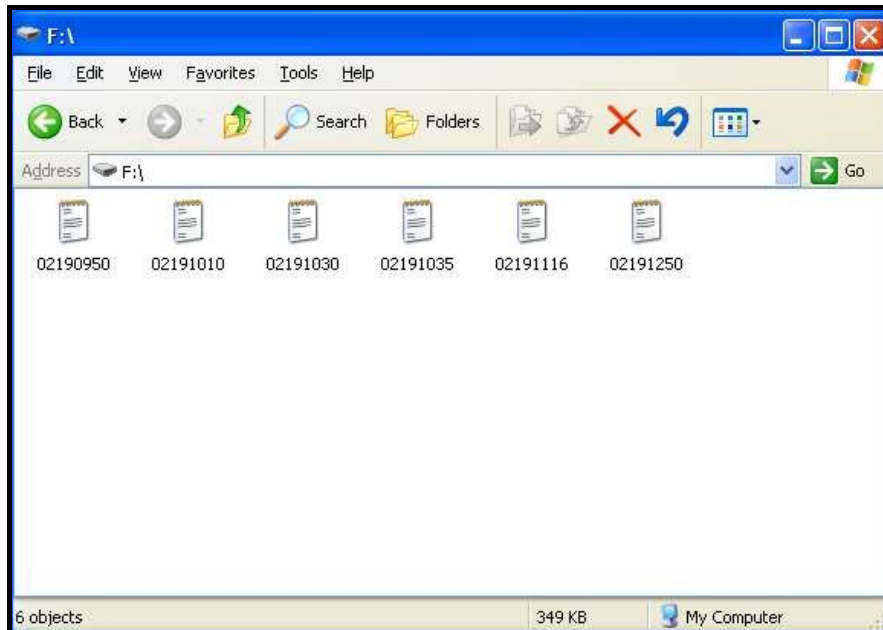 F:\
File Edit View Favorites Tools Help
Back Search Folders
Address F:\ Go
02190950 02191010 02191030 02191035 02191116 02191250
6 objects 349 KB My Computer